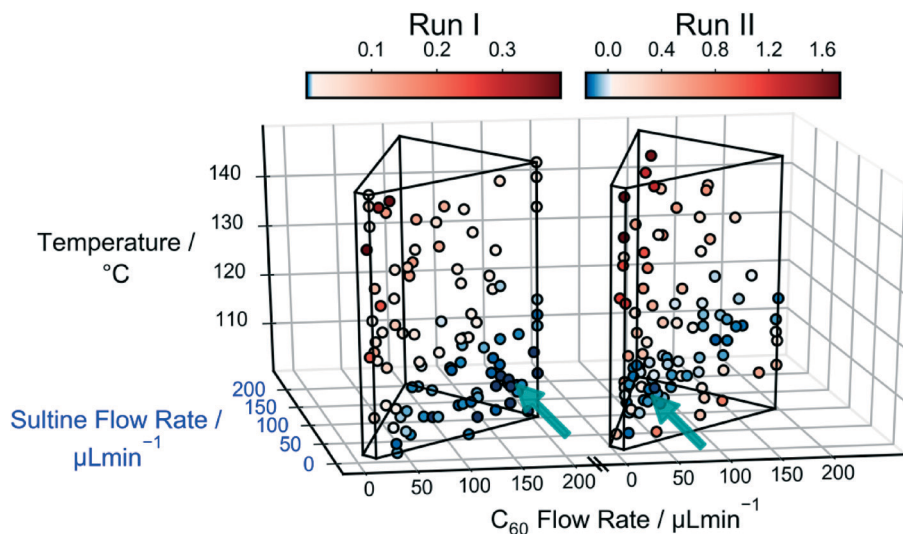 Run I
Run II
0.1 0.2 0.3
0.0 0.4 0.8 1.2 1.6
140
130
120
110
Temperature /
°C
200
150
100
50
0
Sultine Flow Rate /
µLmin⁻¹
0 50 100 150 200 0 50 100 150 200
C₆₀ Flow Rate / µLmin⁻¹